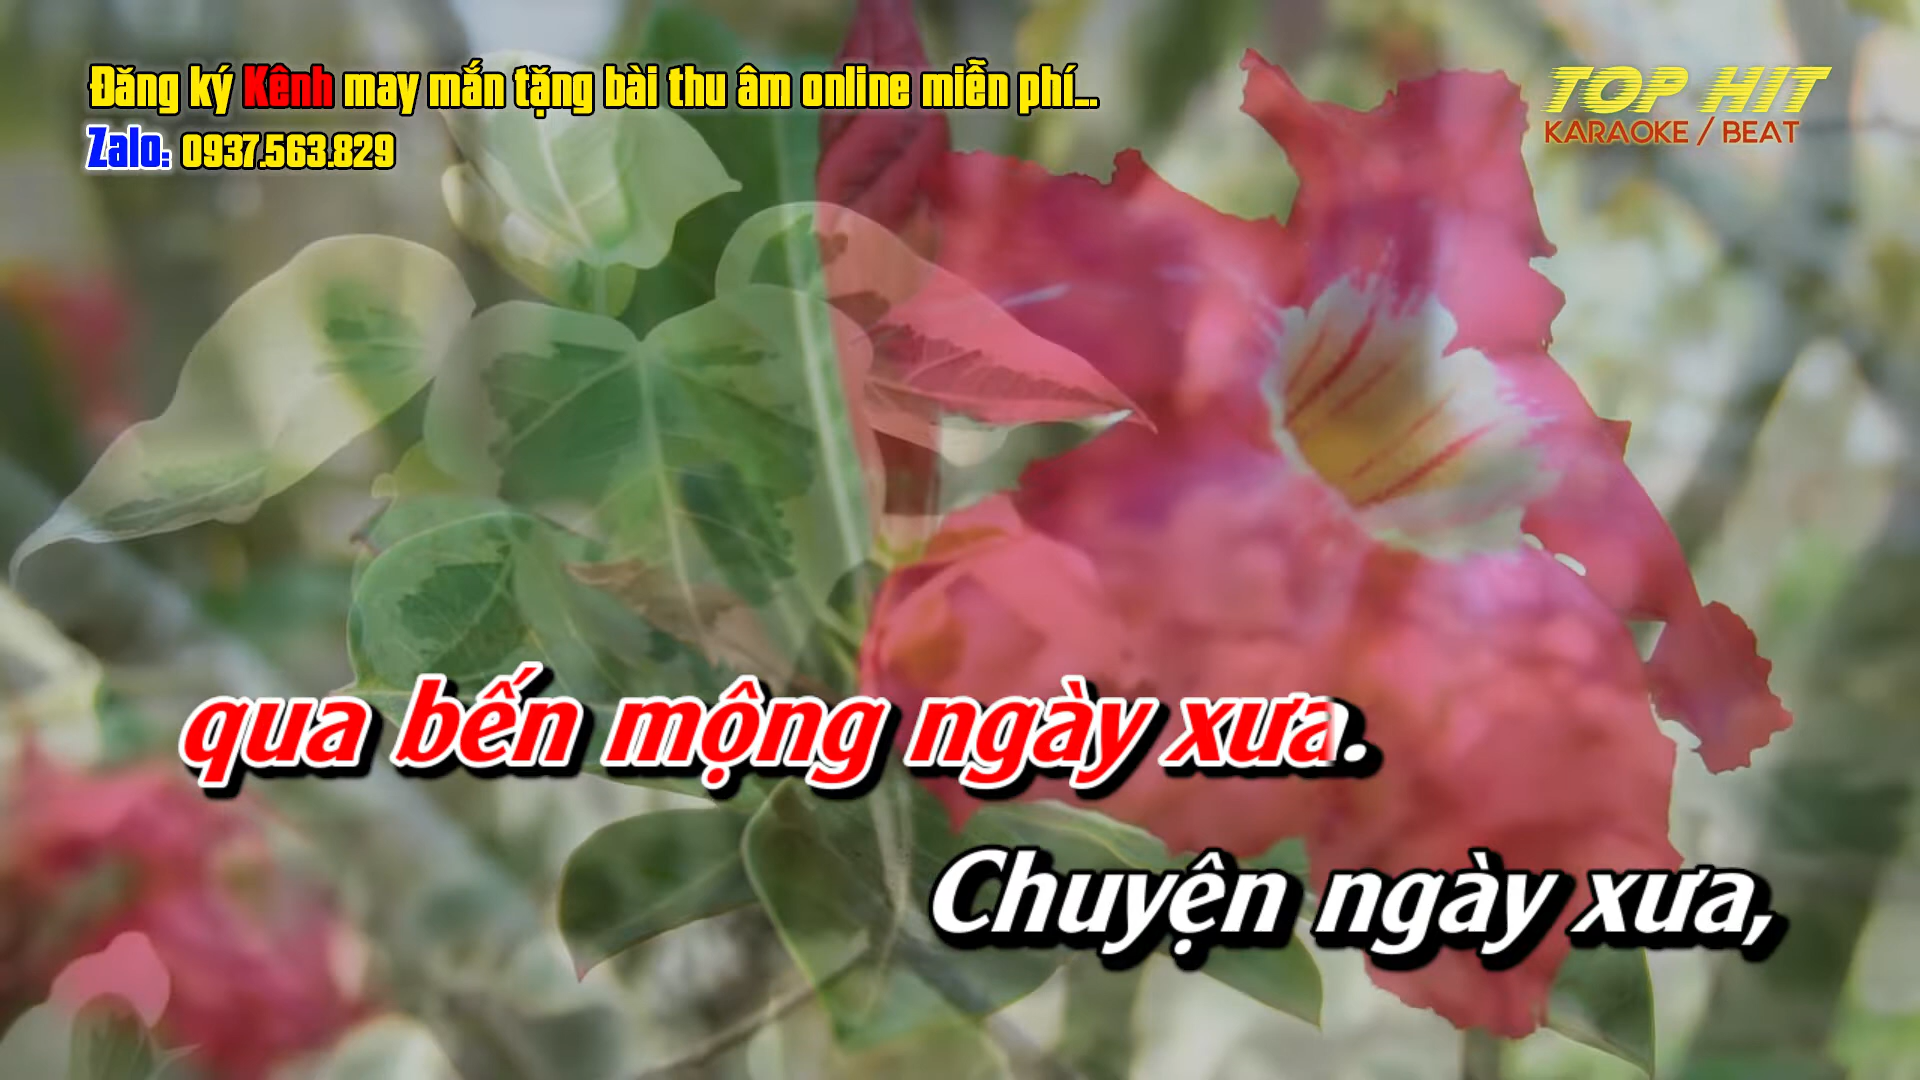 Đăng ký Kênh may mắn tặng bài thu âm online miễn phí...
Zalo: 0937.563.829
TOP HIT
KARAOKE / BEAT
qua bến mộng ngày xưa.
Chuyện ngày xưa,